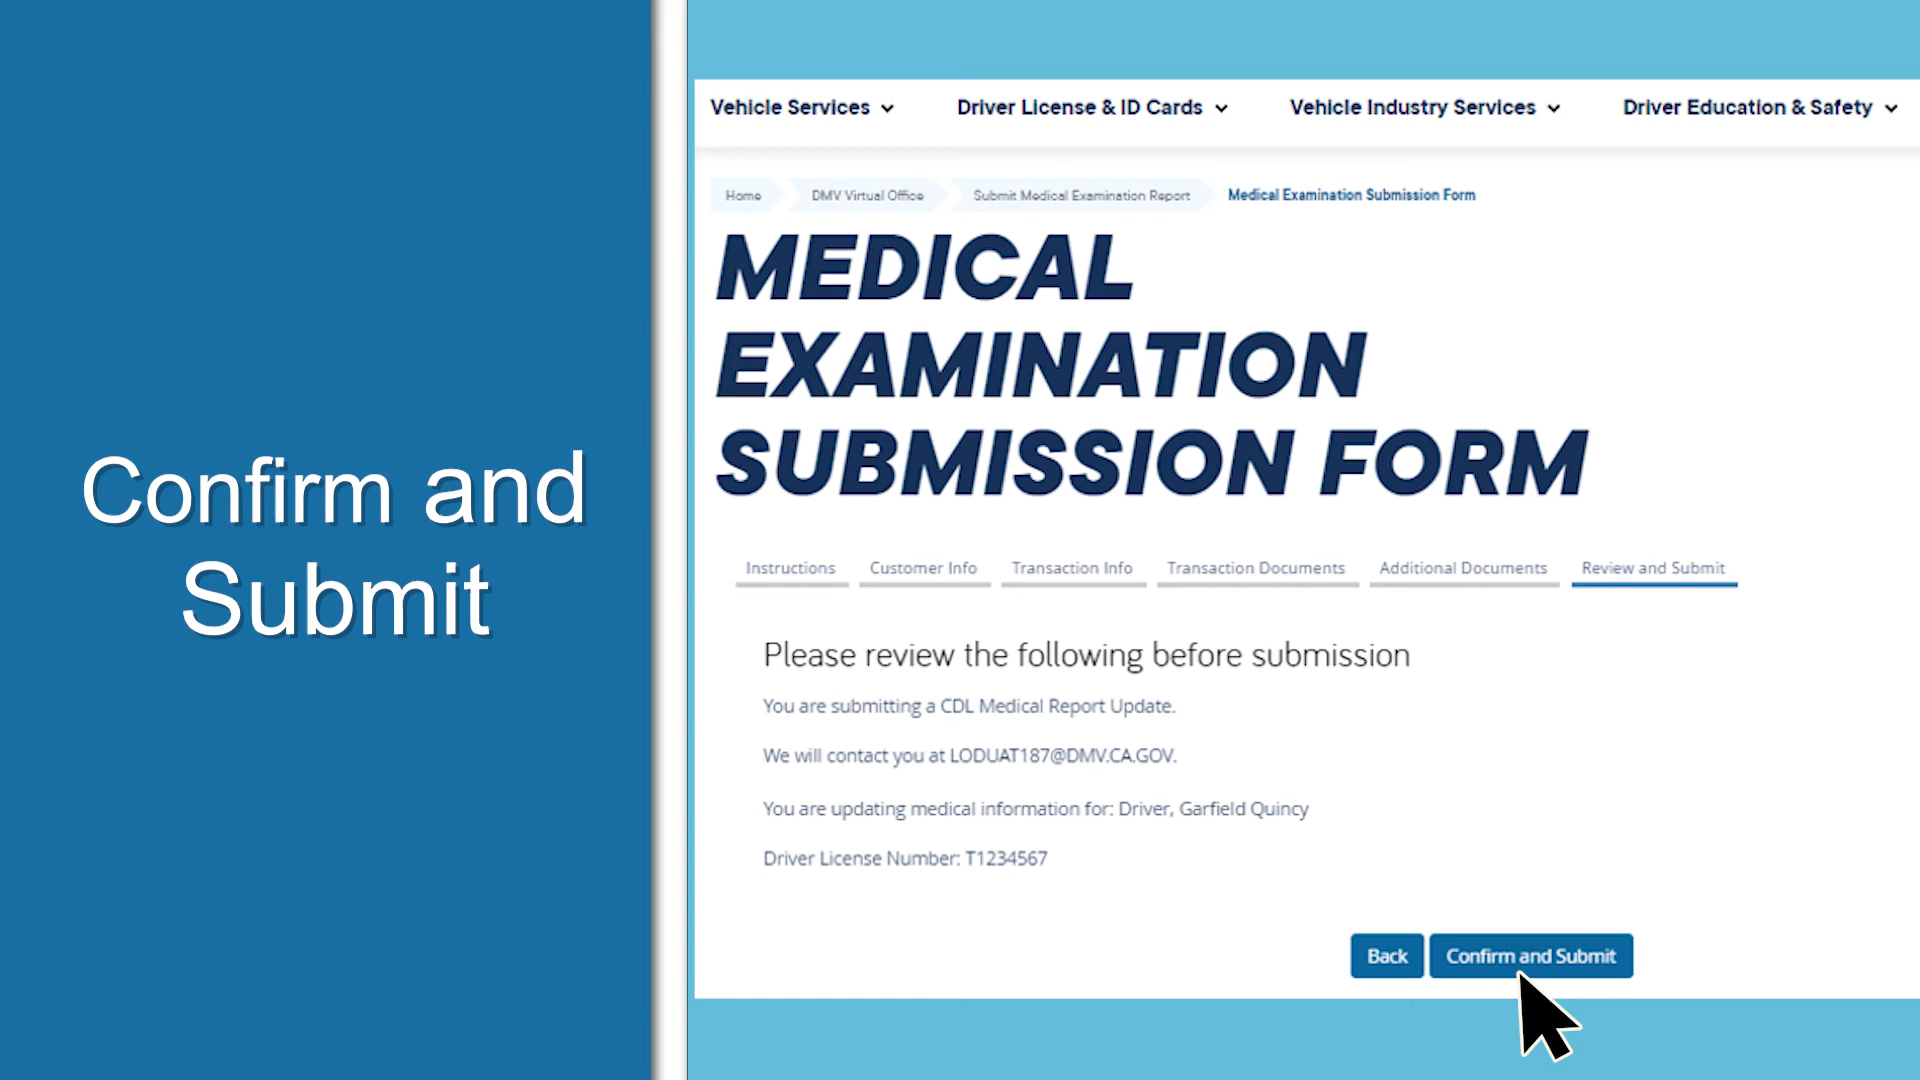 Confirm and
Submit
Vehicle Services Driver License & ID Cards Vehicle Industry Services Driver Education & Safety
Home DMV Virtual Office Submit Medical Examination Report Medical Examination Submission Form
MEDICAL
EXAMINATION
SUBMISSION FORM
Instructions Customer Info Transaction Info Transaction Documents Additional Documents Review and Submit
Please review the following before submission
You are submitting a CDL Medical Report Update.
We will contact you at LODUAT187@DMV.CA.GOV.
You are updating medical information for: Driver, Garfield Quincy
Driver License Number: T1234567
Back Confirm and Submit